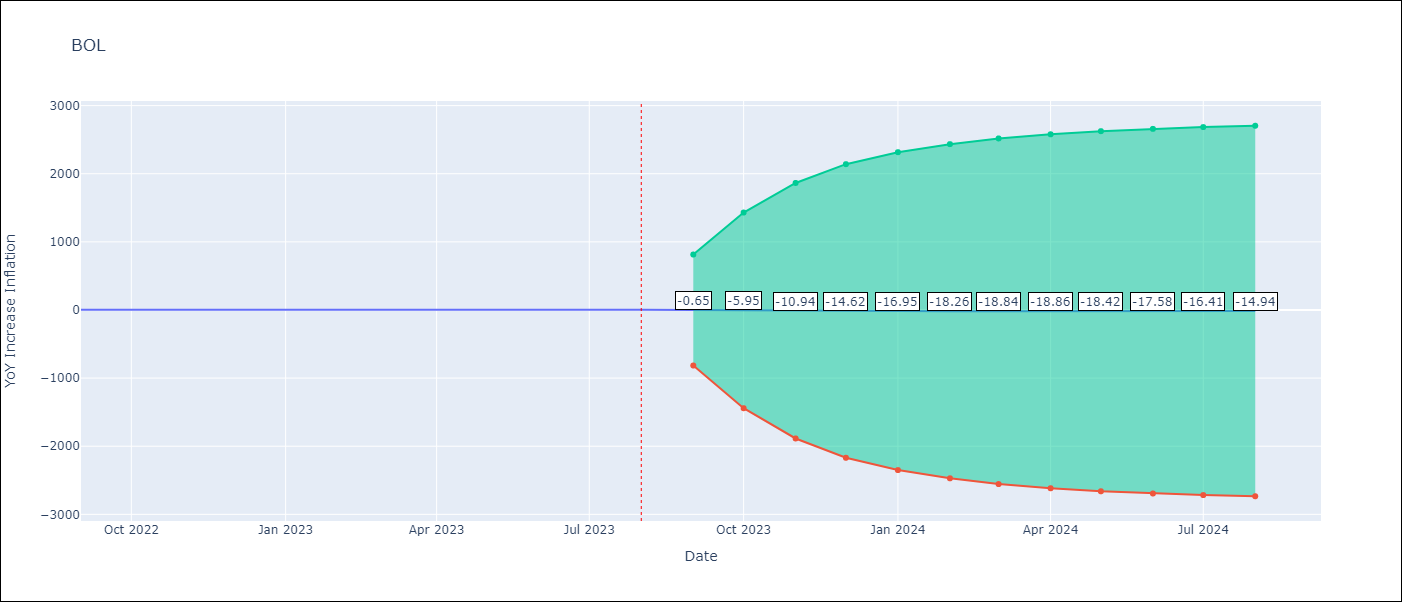 BOL
YoY Increase Inflation
3000
2000
1000
0
−1000
−2000
−3000
-0.65 -5.95 -10.94 -14.62 -16.95 -18.26 -18.84 -18.86 -18.42 -17.58 -16.41 -14.94
Oct 2022 Jan 2023 Apr 2023 Jul 2023 Oct 2023 Jan 2024 Apr 2024 Jul 2024
Date